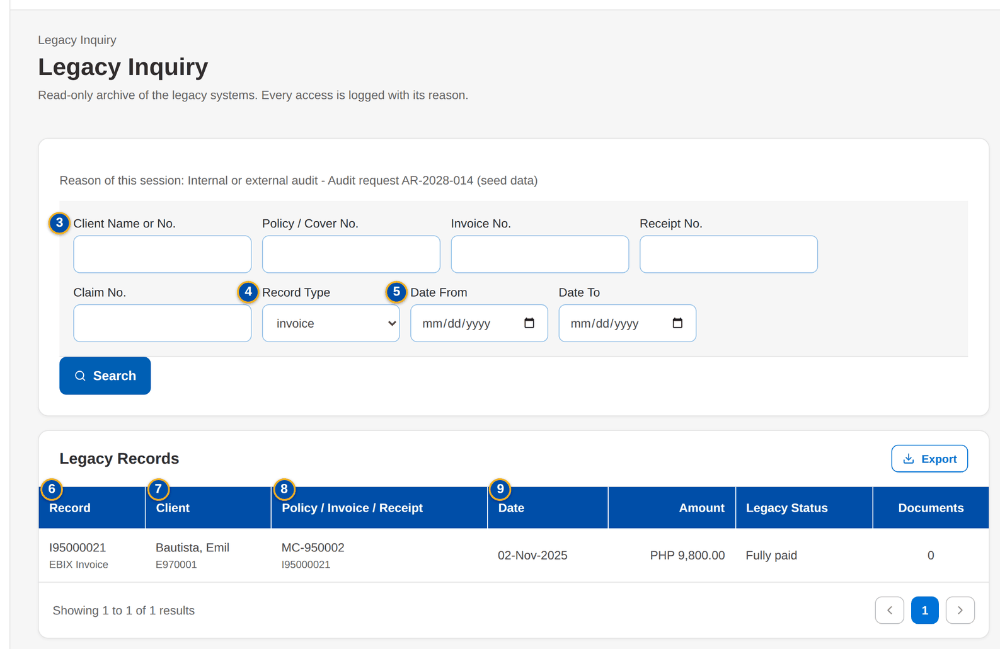 Legacy Inquiry
Legacy Inquiry
Read-only archive of the legacy systems. Every access is logged with its reason.
Reason of this session: Internal or external audit - Audit request AR-2028-014 (seed data)
3 Client Name or No. Policy / Cover No. Invoice No. Receipt No.
Claim No. 4 Record Type 5 Date From Date To
invoice mm/dd/yyyy mm/dd/yyyy
Search
Legacy Records Export
6 7 8 9
Record Client Policy / Invoice / Receipt Date Amount Legacy Status Documents
I95000021 Bautista, Emil MC-950002 02-Nov-2025 PHP 9,800.00 Fully paid 0
EBIX Invoice E970001 I95000021
Showing 1 to 1 of 1 results 1